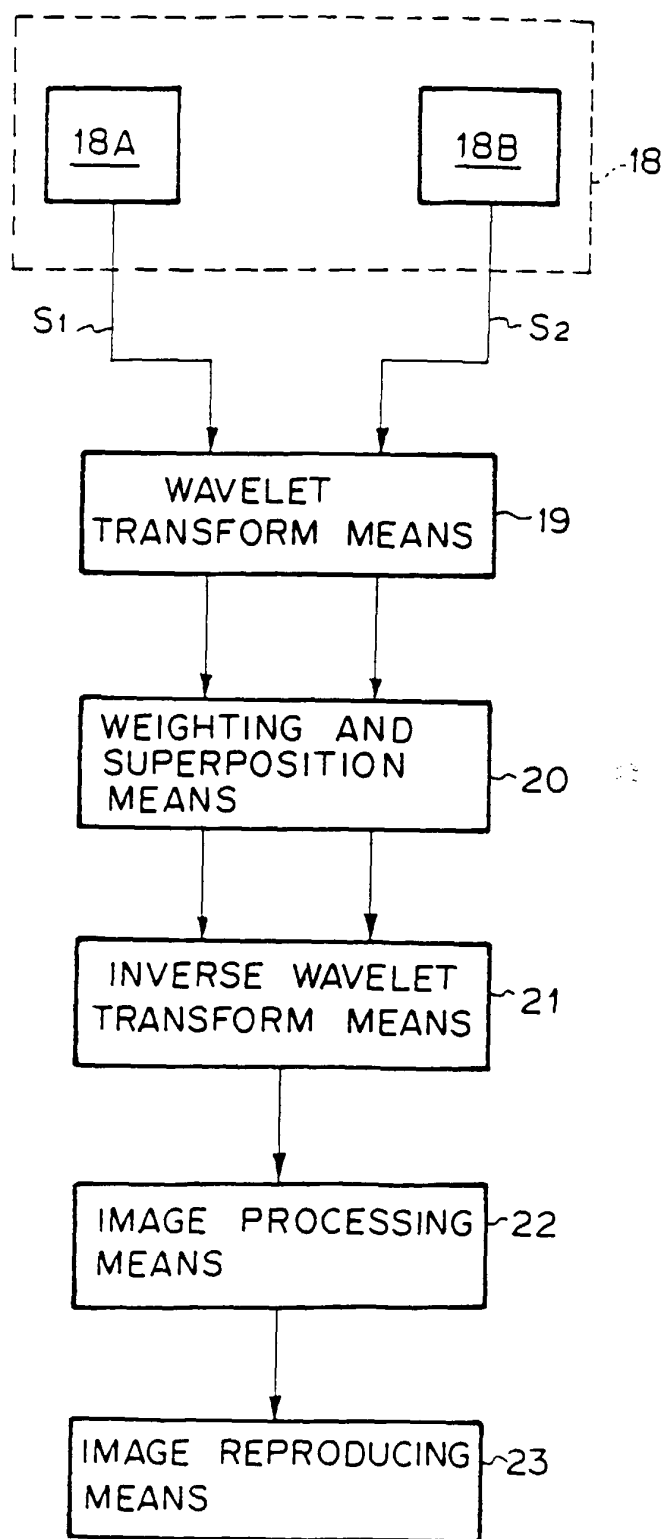 18A
18B
18
S1
S2
WAVELET
TRANSFORM MEANS
19
WEIGHTING AND
SUPERPOSITION
MEANS
20
INVERSE WAVELET
TRANSFORM MEANS
21
IMAGE PROCESSING
MEANS
22
IMAGE REPRODUCING
MEANS
23